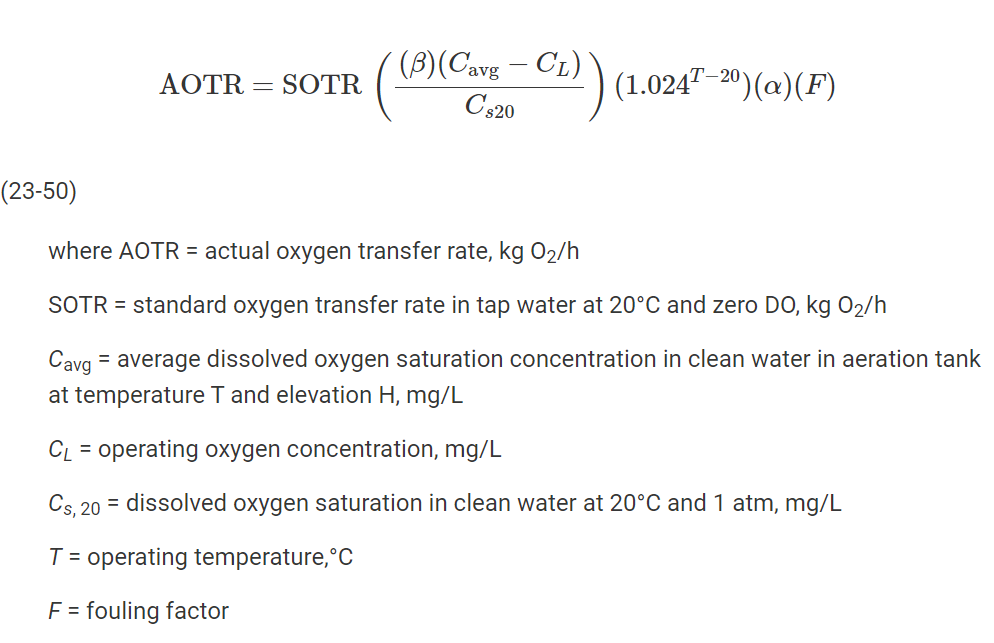 AOTR = SOTR ( (β)(C_avg − C_L) / C_s20 ) (1.024^{T−20})(α)(F)
(23-50)
where AOTR = actual oxygen transfer rate, kg O₂/h
SOTR = standard oxygen transfer rate in tap water at 20°C and zero DO, kg O₂/h
C_avg = average dissolved oxygen saturation concentration in clean water in aeration tank
at temperature T and elevation H, mg/L
C_L = operating oxygen concentration, mg/L
C_s, 20 = dissolved oxygen saturation in clean water at 20°C and 1 atm, mg/L
T = operating temperature,°C
F = fouling factor